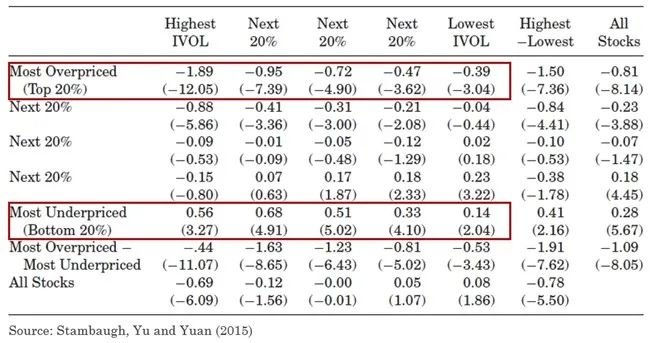 Highest Next Next Next Lowest Highest All
IVOL 20% 20% 20% IVOL −Lowest Stocks
Most Overpriced −1.89 −0.95 −0.72 −0.47 −0.39 −1.50 −0.81
(Top 20%) (−12.05) (−7.39) (−4.90) (−3.62) (−3.04) (−7.36) (−8.14)
Next 20% −0.88 −0.41 −0.31 −0.21 −0.04 −0.84 −0.23
(−5.86) (−3.36) (−3.00) (−2.08) (−0.44) (−4.41) (−3.88)
Next 20% −0.09 −0.01 −0.05 −0.12 0.02 −0.10 −0.07
(−0.53) (−0.09) (−0.48) (−1.29) (0.18) (−0.53) (−1.47)
Next 20% −0.15 0.07 0.17 0.18 0.23 −0.38 0.18
(−0.80) (0.63) (1.87) (2.33) (3.22) (−1.78) (4.45)
Most Underpriced 0.56 0.68 0.51 0.33 0.14 0.41 0.28
(Bottom 20%) (3.27) (4.91) (5.02) (4.10) (2.04) (2.16) (5.67)
Most Overpriced − −.44 −1.63 −1.23 −0.81 −0.53 −1.91 −1.09
Most Underpriced (−11.07) (−8.65) (−6.43) (−5.02) (−3.43) (−7.62) (−8.05)
All Stocks −0.69 −0.12 −0.00 0.05 0.08 −0.78
(−6.09) (−1.56) (−0.01) (1.07) (1.86) (−5.50)
Source: Stambaugh, Yu and Yuan (2015)